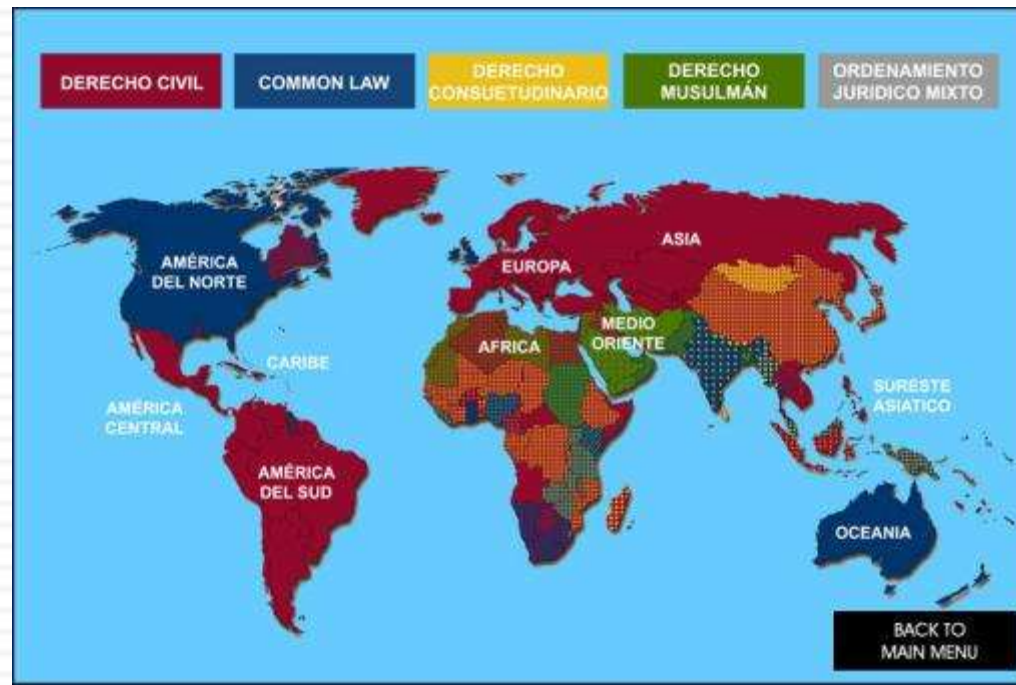 DERECHO CIVIL
COMMON LAW
DERECHO
CONSUETUDINARIO
DERECHO
MUSULMÁN
ORDENAMIENTO
JURIDICO MIXTO
AMÉRICA
DEL NORTE
EUROPA
ASIA
MEDIO
ORIENTE
AFRICA
CARIBE
AMÉRICA
CENTRAL
SURESTE
ASIATICO
AMÉRICA
DEL SUD
OCEANIA
BACK TO
MAIN MENU